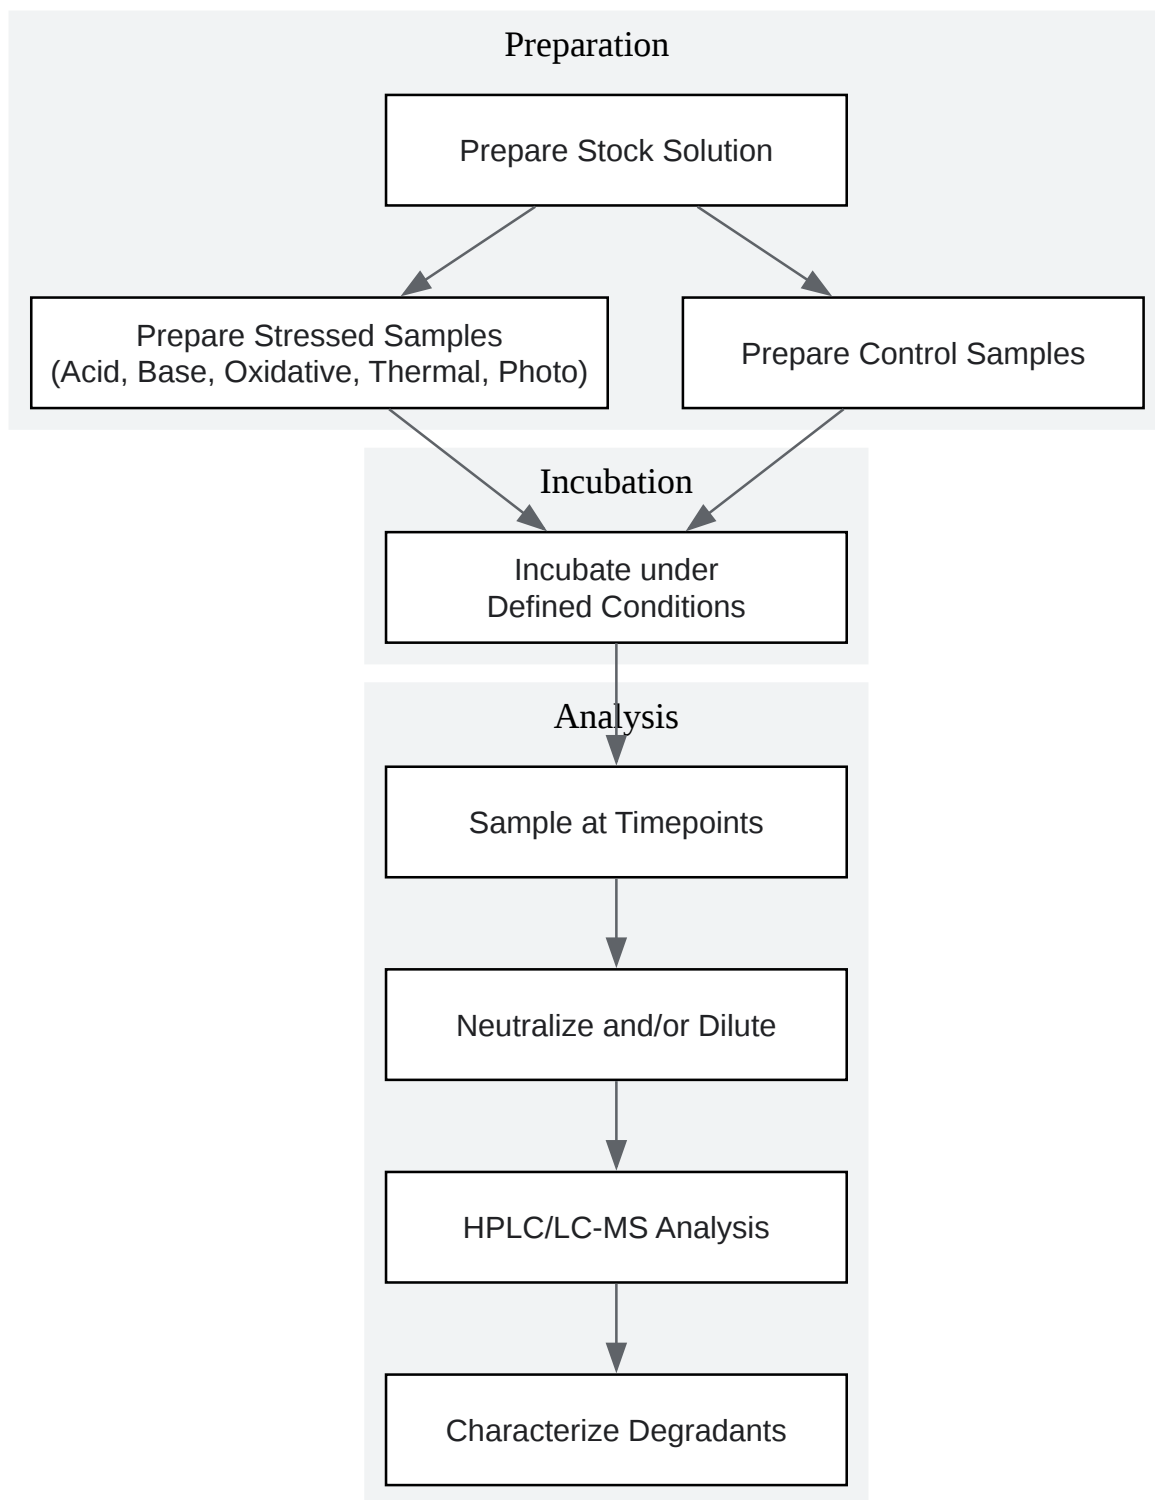 Preparation
Prepare Stock Solution
Prepare Stressed Samples
(Acid, Base, Oxidative, Thermal, Photo)
Prepare Control Samples
Incubation
Incubate under
Defined Conditions
Analysis
Sample at Timepoints
Neutralize and/or Dilute
HPLC/LC-MS Analysis
Characterize Degradants